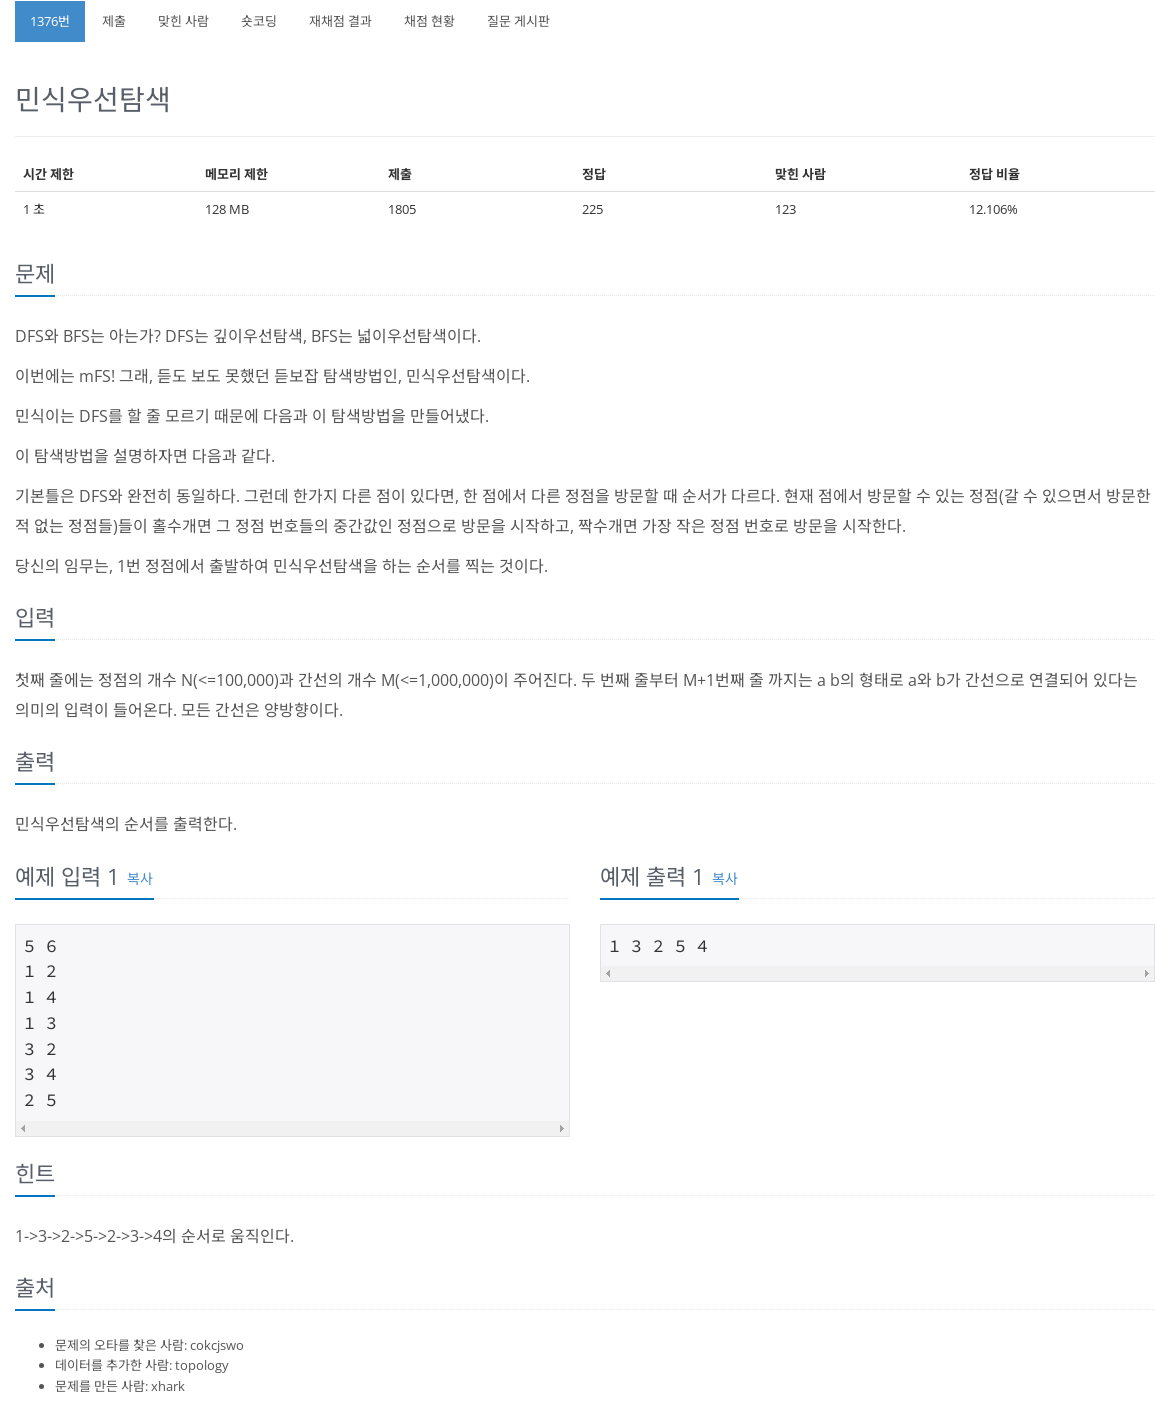 1376번 제출 맞힌 사람 숏코딩 재채점 결과 채점 현황 질문 게시판
민식우선탐색
시간 제한 메모리 제한 제출 정답 맞힌 사람 정답 비율
1 초 128 MB 1805 225 123 12.106%
문제
DFS와 BFS는 아는가? DFS는 깊이우선탐색, BFS는 넓이우선탐색이다.
이번에는 mFS! 그래, 듣도 보도 못했던 듣보잡 탐색방법인, 민식우선탐색이다.
민식이는 DFS를 할 줄 모르기 때문에 다음과 이 탐색방법을 만들어냈다.
이 탐색방법을 설명하자면 다음과 같다.
기본틀은 DFS와 완전히 동일하다. 그런데 한가지 다른 점이 있다면, 한 점에서 다른 정점을 방문할 때 순서가 다르다. 현재 점에서 방문할 수 있는 정점(갈 수 있으면서 방문한
적 없는 정점들)들이 홀수개면 그 정점 번호들의 중간값인 정점으로 방문을 시작하고, 짝수개면 가장 작은 정점 번호로 방문을 시작한다.
당신의 임무는, 1번 정점에서 출발하여 민식우선탐색을 하는 순서를 찍는 것이다.
입력
첫째 줄에는 정점의 개수 N(<=100,000)과 간선의 개수 M(<=1,000,000)이 주어진다. 두 번째 줄부터 M+1번째 줄 까지는 a b의 형태로 a와 b가 간선으로 연결되어 있다는
의미의 입력이 들어온다. 모든 간선은 양방향이다.
출력
민식우선탐색의 순서를 출력한다.
예제 입력 1 복사
5 6
1 2
1 4
1 3
3 2
3 4
2 5
예제 출력 1 복사
1 3 2 5 4
힌트
1->3->2->5->2->3->4의 순서로 움직인다.
출처
문제의 오타를 찾은 사람: cokcjswo
데이터를 추가한 사람: topology
문제를 만든 사람: xhark